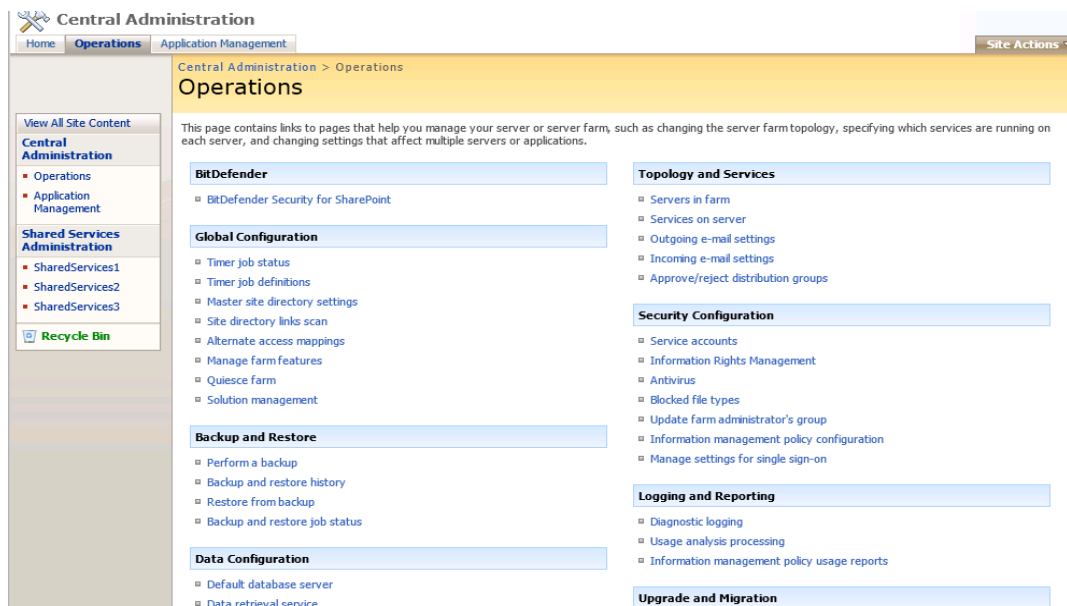 Central Administration
Home Operations Application Management
Site Actions
Central Administration > Operations
Operations
View All Site Content
Central
Administration
Operations
Application
Management
Shared Services
Administration
SharedServices1
SharedServices2
SharedServices3
Recycle Bin
This page contains links to pages that help you manage your server or server farm, such as changing the server farm topology, specifying which services are running on
each server, and changing settings that affect multiple servers or applications.
BitDefender
BitDefender Security for SharePoint
Global Configuration
Timer job status
Timer job definitions
Master site directory settings
Site directory links scan
Alternate access mappings
Manage farm features
Quiesce farm
Solution management
Backup and Restore
Perform a backup
Backup and restore history
Restore from backup
Backup and restore job status
Data Configuration
Default database server
Data retrieval service
Topology and Services
Servers in farm
Services on server
Outgoing e-mail settings
Incoming e-mail settings
Approve/reject distribution groups
Security Configuration
Service accounts
Information Rights Management
Antivirus
Blocked file types
Update farm administrator's group
Information management policy configuration
Manage settings for single sign-on
Logging and Reporting
Diagnostic logging
Usage analysis processing
Information management policy usage reports
Upgrade and Migration